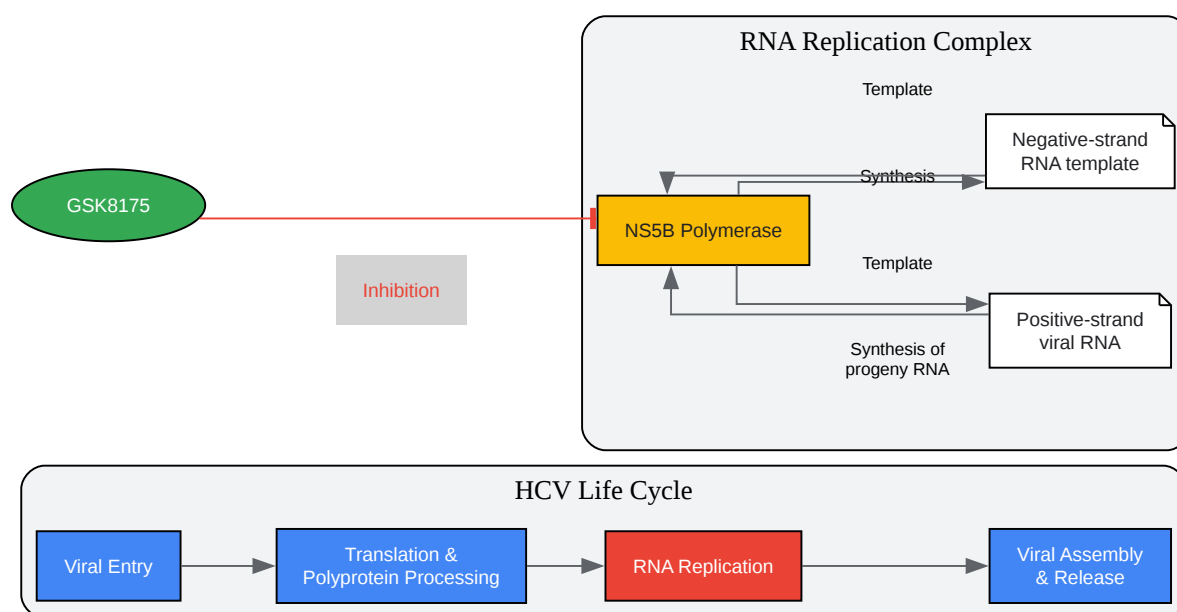 RNA Replication Complex
Template
Negative-strand
RNA template
Synthesis
GSK8175
NS5B Polymerase
Template
Inhibition
Positive-strand
viral RNA
Synthesis of
progeny RNA
HCV Life Cycle
Viral Entry
Translation &
Polyprotein Processing
RNA Replication
Viral Assembly
& Release